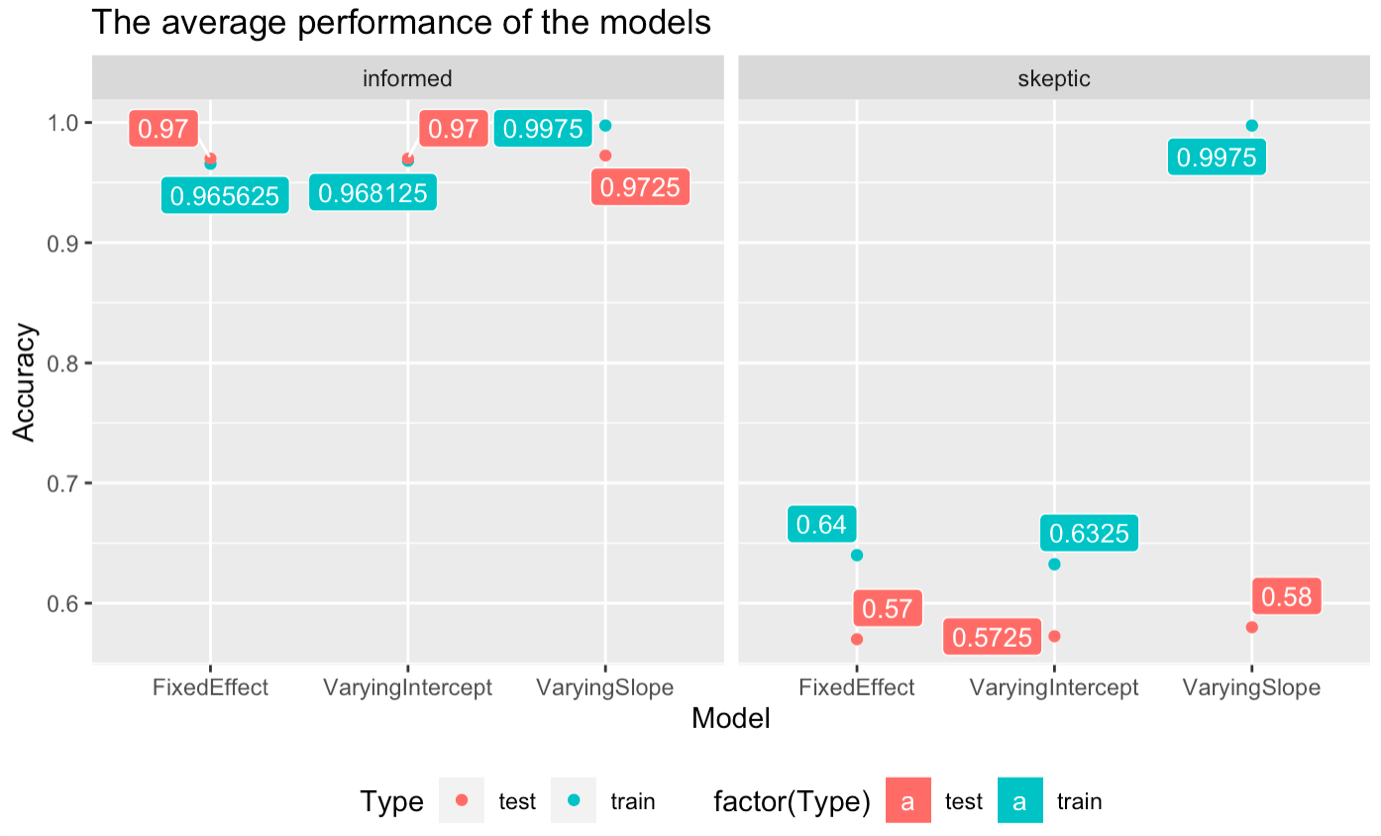 The average performance of the models
informed
skeptic
Accuracy
1.0
0.9
0.8
0.7
0.6
0.97
0.965625
0.97
0.968125
0.9975
0.9725
0.64
0.57
0.6325
0.5725
0.9975
0.58
FixedEffect VaryingIntercept VaryingSlope
FixedEffect VaryingIntercept VaryingSlope
Model
Type test train factor(Type) a test a train